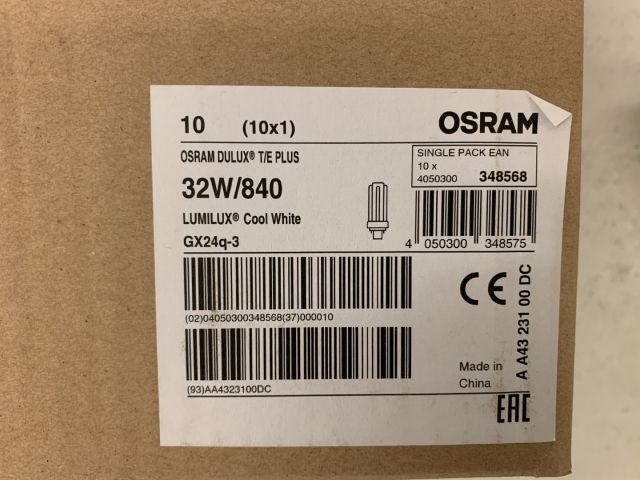 10 (10x1)
OSRAM
OSRAM DULUX® T/E PLUS
SINGLE PACK EAN
10 x
4050300 348568
32W/840
LUMILUX® Cool White
GX24q-3
4 050300 348575
(02)04050300348568(37)000010
CE
A A43 231 00 DC
(93)AA4323100DC
Made in
China
EAC